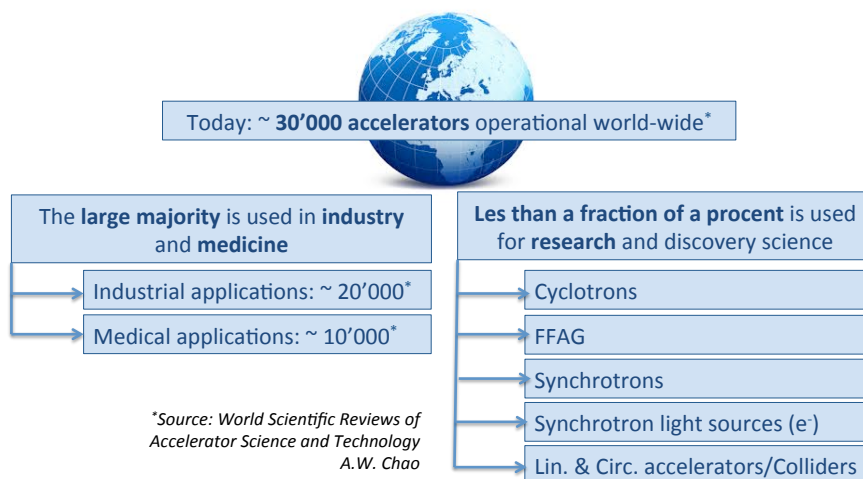 Today: ~ 30'000 accelerators operational world-wide*
The large majority is used in industry
and medicine
Industrial applications: ~ 20'000*
Medical applications: ~ 10'000*
*Source: World Scientific Reviews of
Accelerator Science and Technology
A.W. Chao
Les than a fraction of a procent is used
for research and discovery science
Cyclotrons
FFAG
Synchrotrons
Synchrotron light sources (e-)
Lin. & Circ. accelerators/Colliders